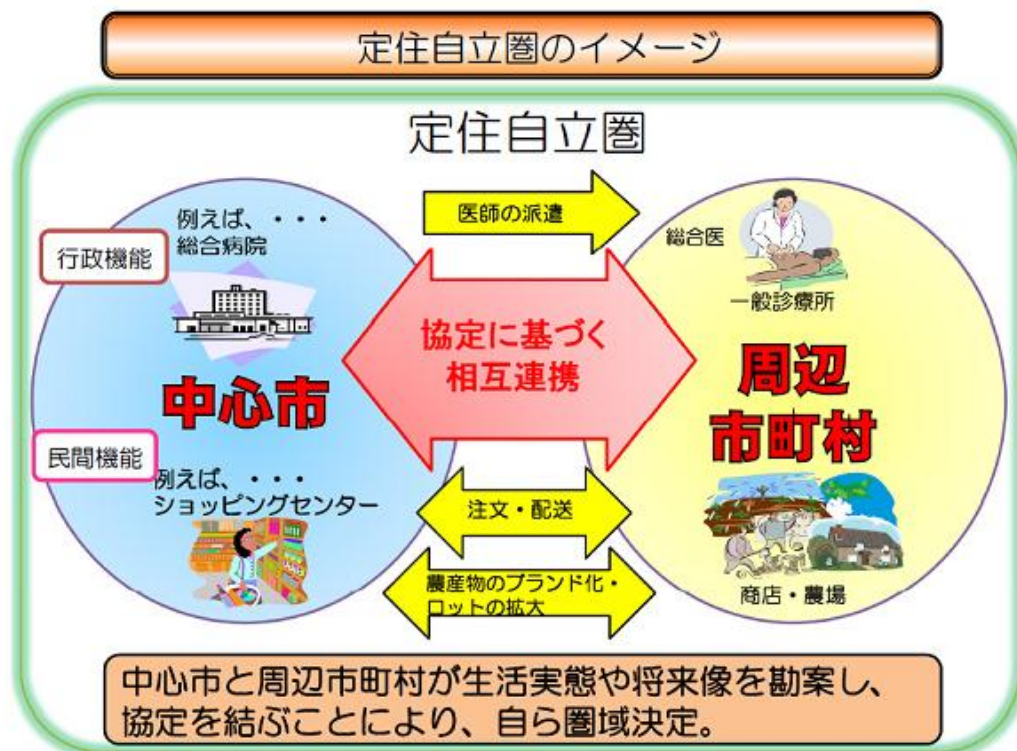 定住自立圏のイメージ
定住自立圏
医師の派遣
例えば、・・・
総合病院
行政機能
中心市
民間機能
例えば、・・・
ショッピングセンター
協定に基づく
相互連携
総合医
一般診療所
周辺
市町村
注文・配送
農産物のブランド化・
ロットの拡大
商店・農場
中心市と周辺市町村が生活実態や将来像を勘案し、
協定を結ぶことにより、自ら圏域決定。